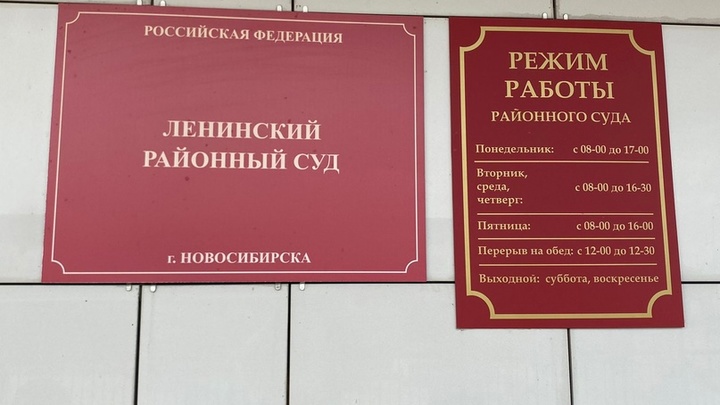 РОССИЙСКАЯ ФЕДЕРАЦИЯ
ЛЕНИНСКИЙ
РАЙОННЫЙ СУД
г. НОВОСИБИРСКА
РЕЖИМ
РАБОТЫ
РАЙОННОГО СУДА
Понедельник: с 08-00 до 17-00
Вторник,
среда, с 08-00 до 16-30
четверг:
Пятница: с 08-00 до 16-00
Перерыв на обед: с 12-00 до 12-30
Выходной: суббота, воскресенье